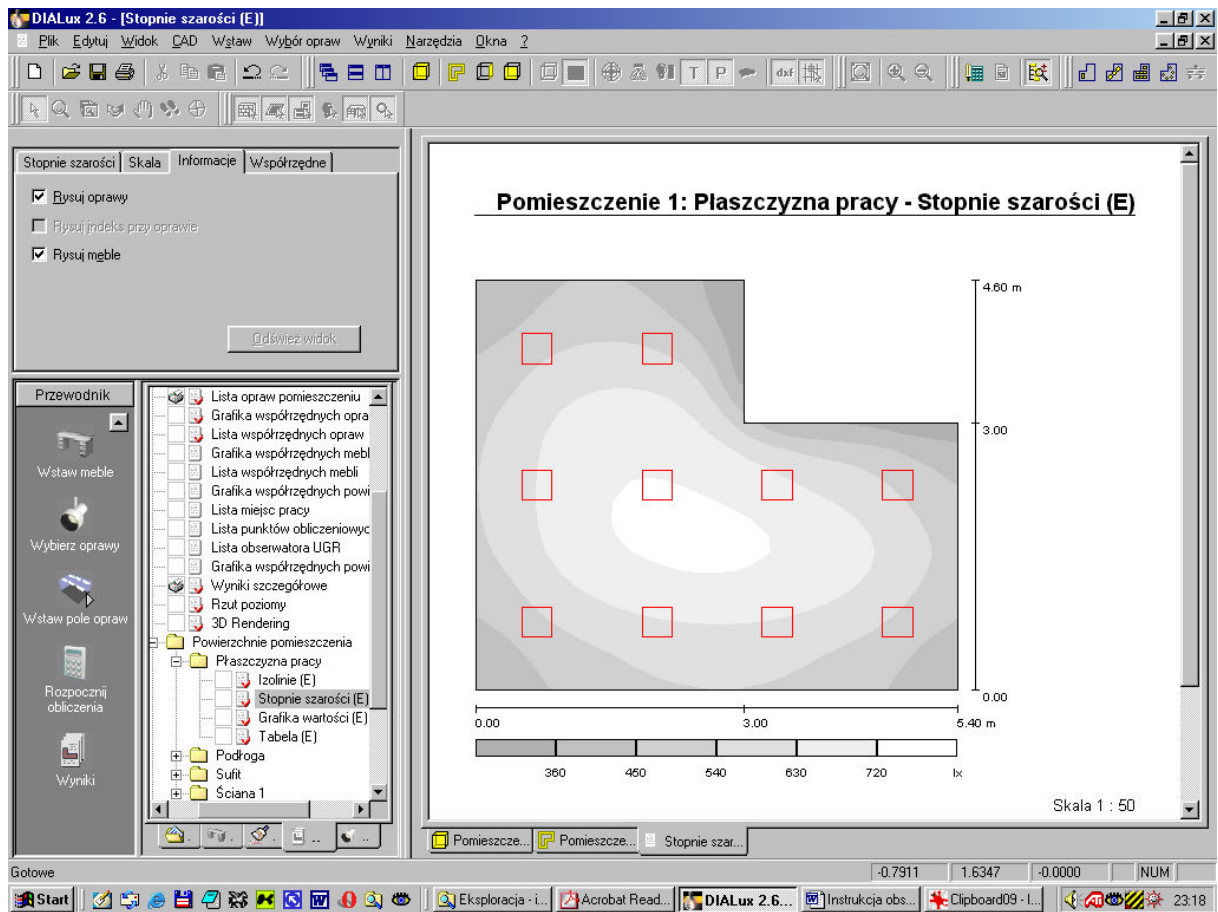 DIALux 2.6 - [Stopnie szarości (E)]
Plik Edytuj Widok CAD Wstaw Wybór opraw Wyniki Narzędzia Okna ?
T P dxf
Stopnie szarości Skala Informacje Współrzędne
Rysuj oprawy
Rysuj indeks przy oprawie
Rysuj meble
Odśwież widok
Przewodnik
Wstaw meble
Wybierz oprawy
Wstaw pole opraw
Rozpocznij
obliczenia
Wyniki
Lista opraw pomieszczeniu
Grafika współrzędnych opra
Lista współrzędnych opraw
Grafika współrzędnych mebl
Lista współrzędnych mebli
Grafika współrzędnych powi
Lista miejsc pracy
Lista punktów obliczeniowyc
Lista obserwatora UGR
Grafika współrzędnych powi
Wyniki szczegółowe
Rzut poziomy
3D Rendering
Powierzchnie pomieszczenia
Płaszczyzna pracy
Izolinie (E)
Stopnie szarości (E)
Grafika wartości (E)
Tabela (E)
Podłoga
Sufit
Ściana 1
Pomieszczenie 1: Płaszczyzna pracy - Stopnie szarości (E)
4.60 m
3.00
0.00
0.00 3.00 5.40 m
360 450 540 630 720 lx
Skala 1 : 50
Pomieszcze... Pomieszcze... Stopnie szar...
Gotowe -0.7911 1.6347 -0.0000 NUM
Start Eksploracja - i... Acrobat Read... DIALux 2.6... Instrukcja obs... Clipboard09 - I... 23:18